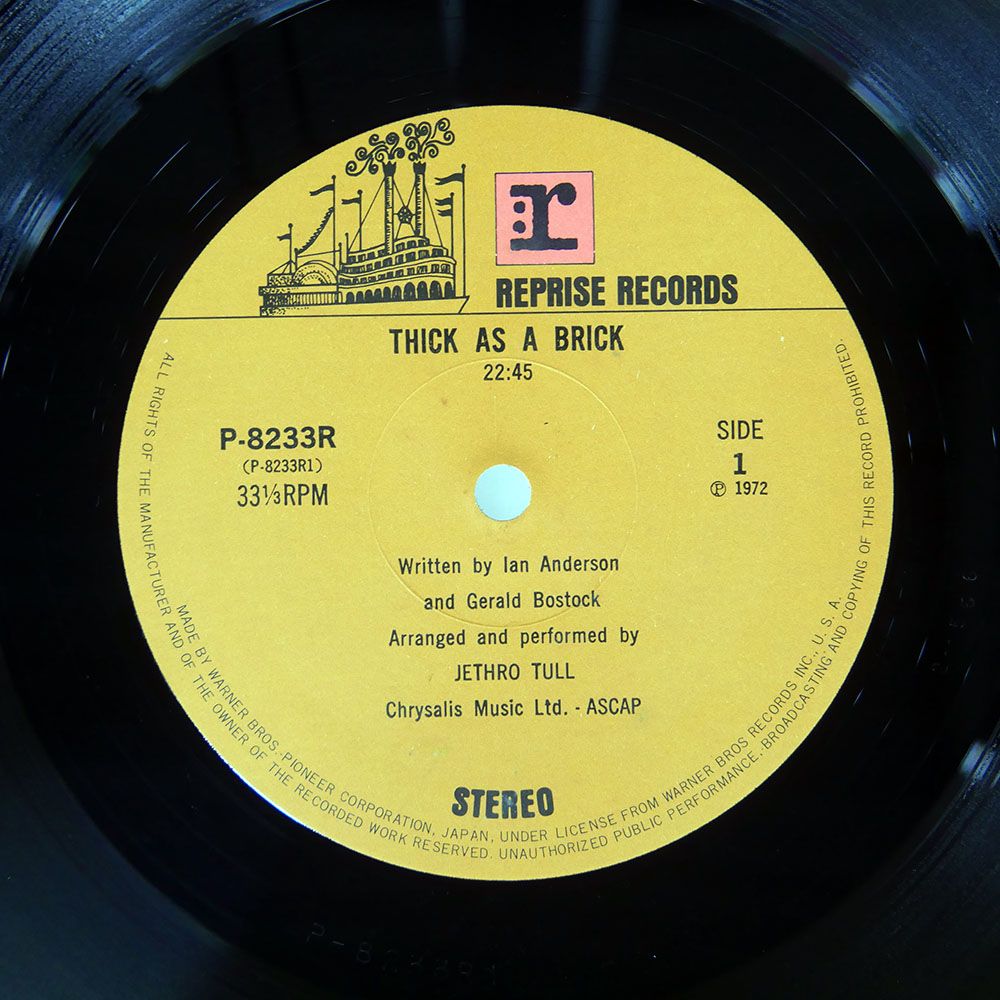 r
REPRISE RECORDS
THICK AS A BRICK
22:45
P-8233R
(P-8233R1)
33⅓RPM
SIDE
1
Ⓟ 1972
Written by Ian Anderson
and Gerald Bostock
Arranged and performed by
JETHRO TULL
Chrysalis Music Ltd. - ASCAP
STEREO
MADE BY WARNER BROS.-PIONEER CORPORATION, JAPAN, UNDER LICENSE FROM WARNER BROS RECORDS INC., U. S. A.
ALL RIGHTS OF THE MANUFACTURER AND OF THE OWNER OF THE RECORDED WORK RESERVED. UNAUTHORIZED PUBLIC PERFORMANCE.BROADCASTING AND COPYING OF THIS RECORD PROHIBITED.